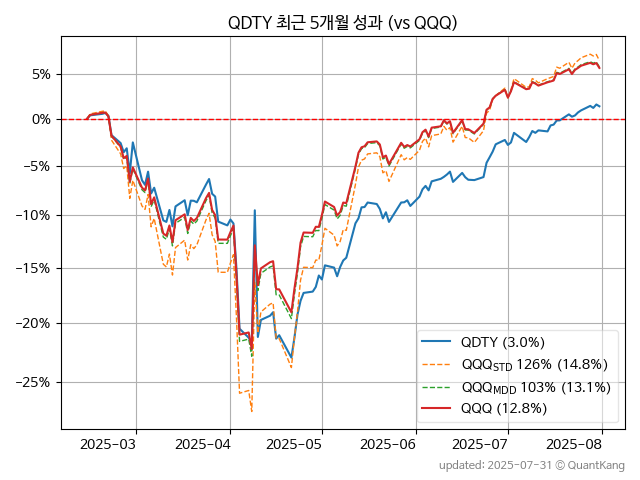 QDTY 최근 5개월 성과 (vs QQQ)
5%
0%
−5%
−10%
−15%
−20%
−25%
QDTY (3.0%)
QQQSTD 126% (14.8%)
QQQMDD 103% (13.1%)
QQQ (12.8%)
2025-03 2025-04 2025-05 2025-06 2025-07 2025-08
updated: 2025-07-31 © QuantKang